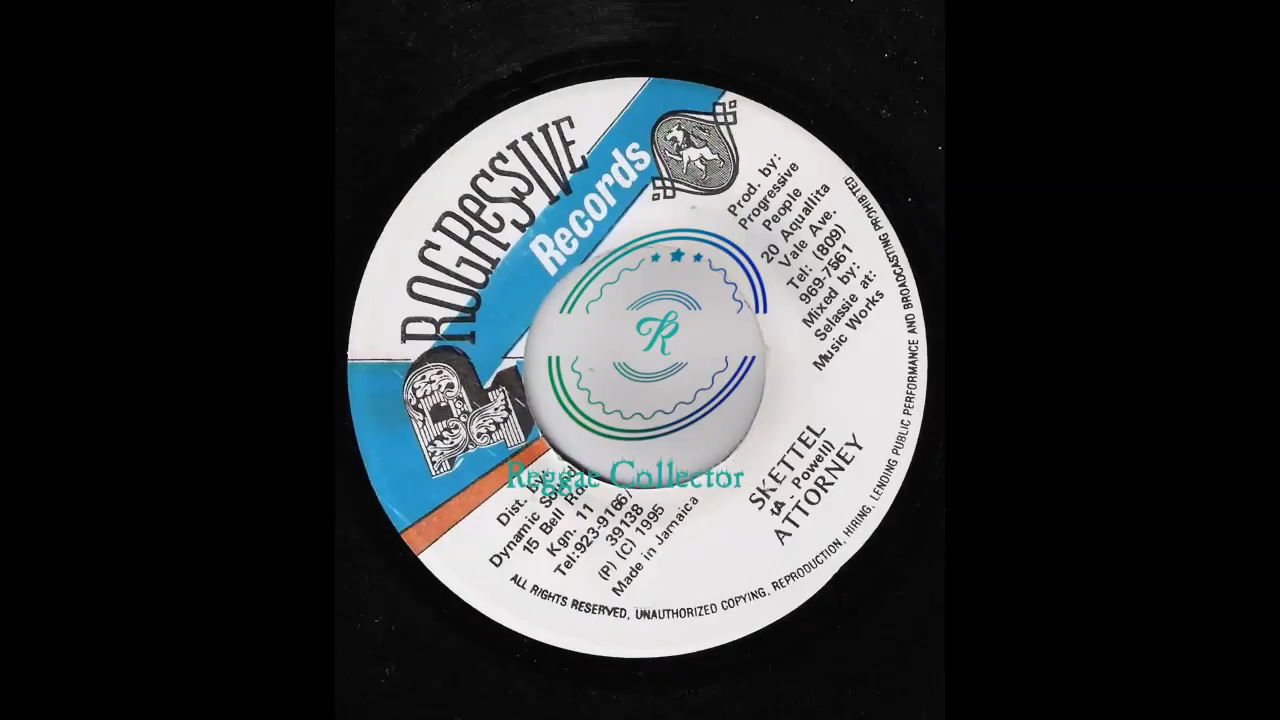 PROGRESSIVE
Records
Prod. by:
Progressive
People
20 Aquallita
Vale Ave.
Tel: (809)
969-7561
Mixed by:
Selassie at:
Music Works
R
Reggae Collector
SKETTEL
(A - Powell)
ATTORNEY
Dist. by:
Dynamic
15 Bell
Kgn. 11
Tel:923-9166/
39138
(P) (C) 1995
Made in Jamaica
ALL RIGHTS RESERVED, UNAUTHORIZED COPYING, REPRODUCTION, HIRING, LENDING PUBLIC PERFORMANCE AND BROADCASTING PROHIBITED